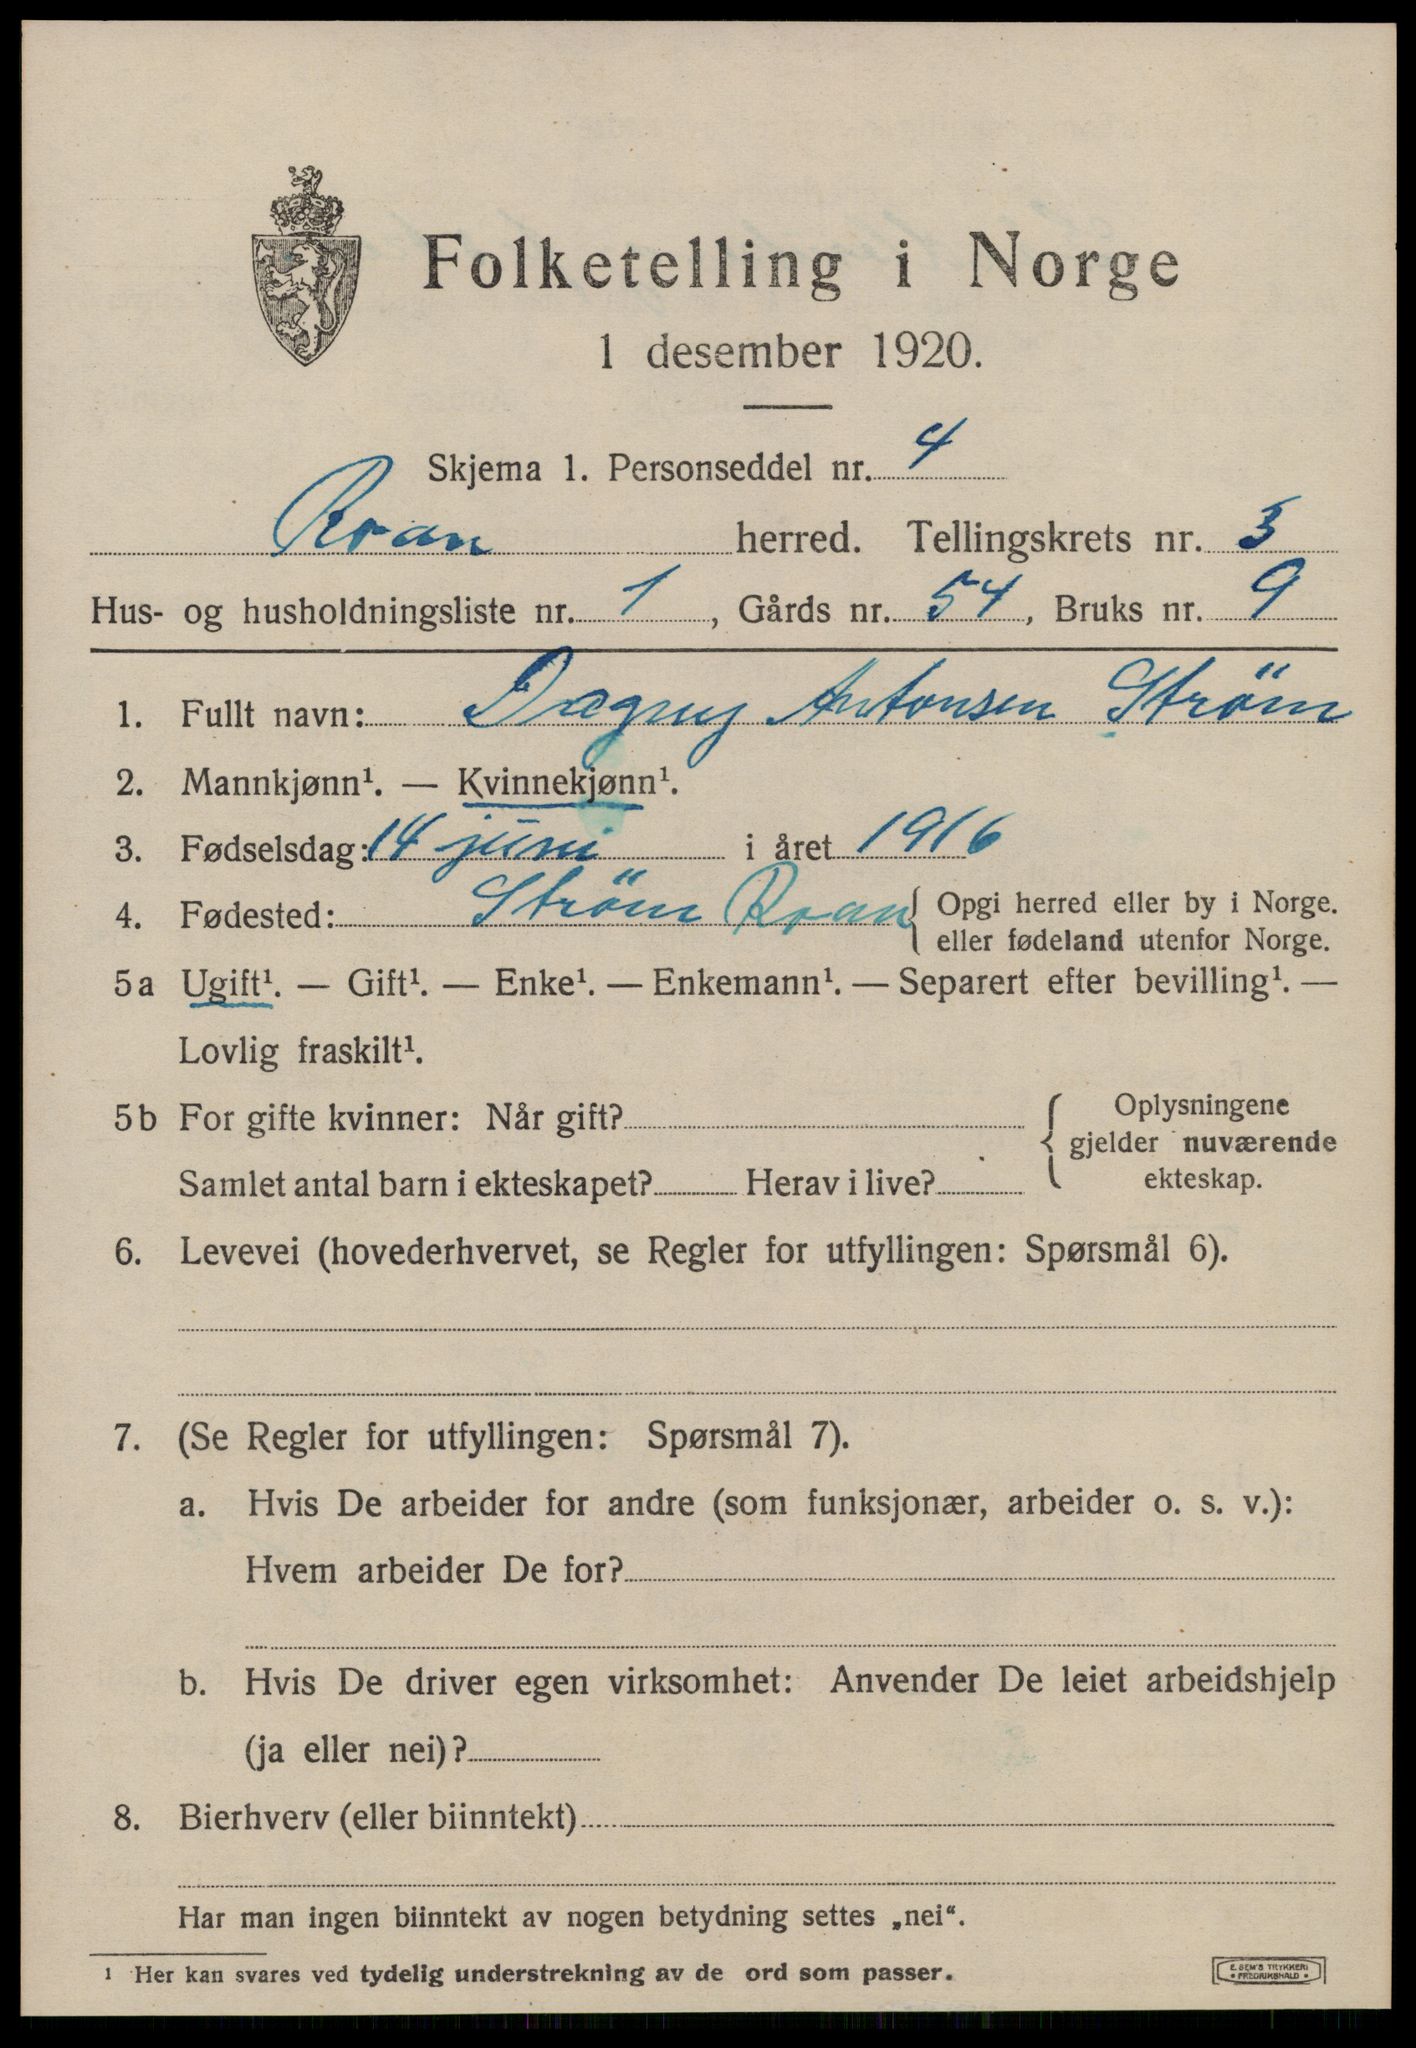 Folketelling i Norge
1 desember 1920.
Skjema 1. Personseddel nr. 4
Roan herred. Tellingskrets nr. 3
Hus- og husholdningsliste nr. 1, Gårds nr. 54, Bruks nr. 9
1. Fullt navn: Dagny Antonsen Ström
2. Mannkjønn¹. — Kvinnekjønn¹.
3. Fødselsdag: 14 juni i året 1916
4. Fødested: Ström Roan { Opgi herred eller by i Norge.
eller fødeland utenfor Norge.
5a Ugift¹. — Gift¹. — Enke¹. — Enkemann¹. — Separert efter bevilling¹. —
Lovlig fraskilt¹.
5b For gifte kvinner: Når gift? { Oplysningene
gjelder nuværende
Samlet antal barn i ekteskapet? Herav i live? ekteskap.
6. Levevei (hovederhvervet, se Regler for utfyllingen: Spørsmål 6).
7. (Se Regler for utfyllingen: Spørsmål 7).
a. Hvis De arbeider for andre (som funksjonær, arbeider o. s. v.):
Hvem arbeider De for?
b. Hvis De driver egen virksomhet: Anvender De leiet arbeidshjelp
(ja eller nei)?
8. Bierhverv (eller biinntekt)
Har man ingen biinntekt av nogen betydning settes „nei“.
¹ Her kan svares ved tydelig understrekning av de ord som passer.
E. SEM'S TRYKKERI
FREDRIKSHALD